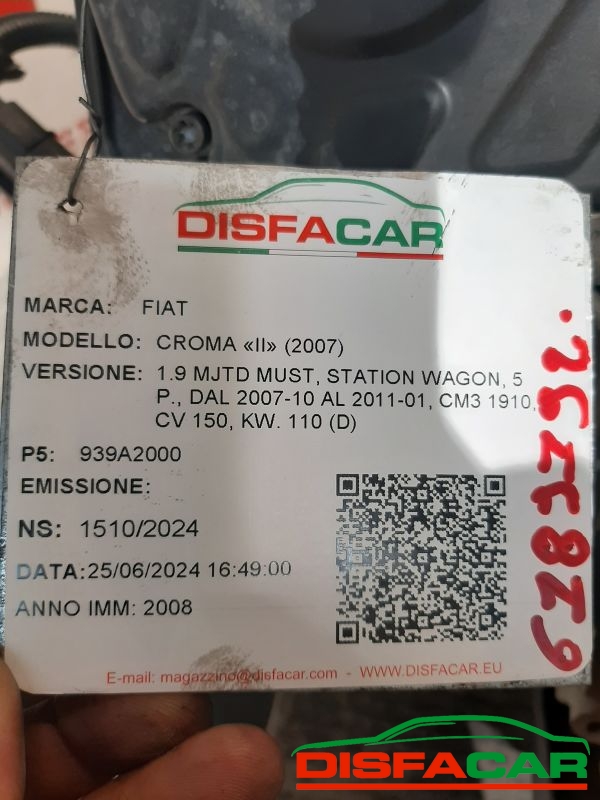 DISFACAR
MARCA: FIAT
MODELLO: CROMA «II» (2007)
VERSIONE: 1.9 MJTD MUST, STATION WAGON, 5
P., DAL 2007-10 AL 2011-01, CM3 1910,
CV 150, KW. 110 (D)
P5: 939A2000
EMISSIONE:
NS: 1510/2024
DATA:25/06/2024 16:49:00
ANNO IMM: 2008
E-mail: magazzino@disfacar.com - WWW.DISFACAR.EU
DISFACAR